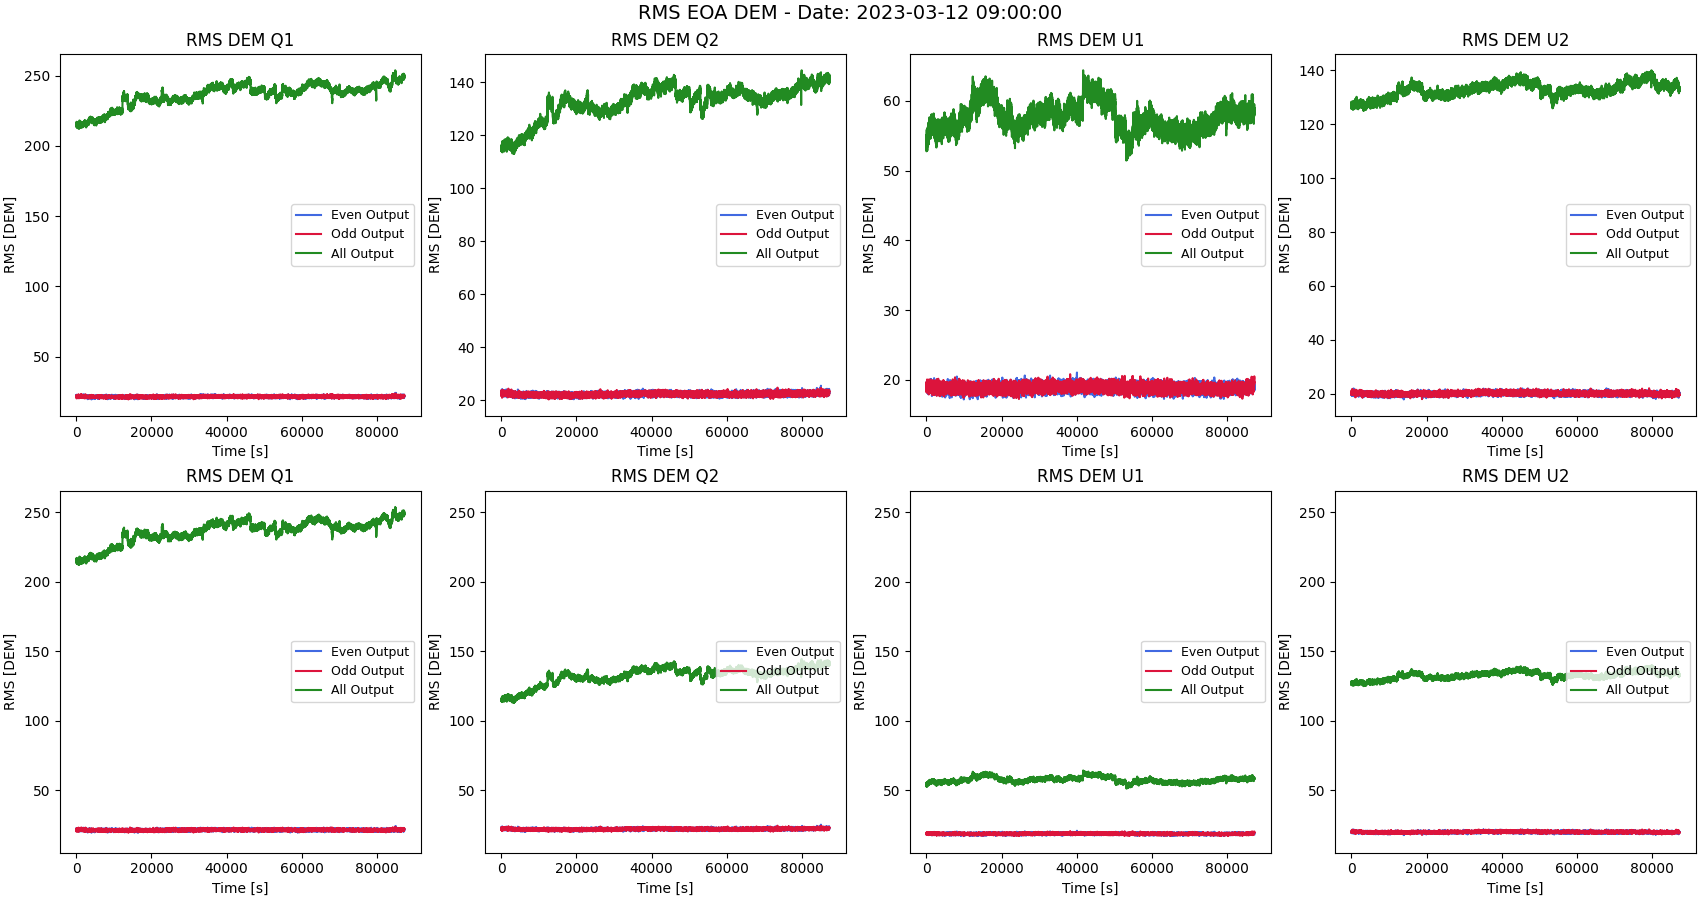 RMS EOA DEM - Date: 2023-03-12 09:00:00
RMS DEM Q1
RMS [DEM]
250
200
150
100
50
Even Output
Odd Output
All Output
0 20000 40000 60000 80000
Time [s]
RMS DEM Q2
RMS [DEM]
140
120
100
80
60
40
20
Even Output
Odd Output
All Output
0 20000 40000 60000 80000
Time [s]
RMS DEM U1
RMS [DEM]
60
50
40
30
20
Even Output
Odd Output
All Output
0 20000 40000 60000 80000
Time [s]
RMS DEM U2
RMS [DEM]
140
120
100
80
60
40
20
Even Output
Odd Output
All Output
0 20000 40000 60000 80000
Time [s]
RMS DEM Q1
RMS [DEM]
250
200
150
100
50
Even Output
Odd Output
All Output
0 20000 40000 60000 80000
Time [s]
RMS DEM Q2
RMS [DEM]
250
200
150
100
50
Even Output
Odd Output
All Output
0 20000 40000 60000 80000
Time [s]
RMS DEM U1
RMS [DEM]
250
200
150
100
50
Even Output
Odd Output
All Output
0 20000 40000 60000 80000
Time [s]
RMS DEM U2
RMS [DEM]
250
200
150
100
50
Even Output
Odd Output
All Output
0 20000 40000 60000 80000
Time [s]